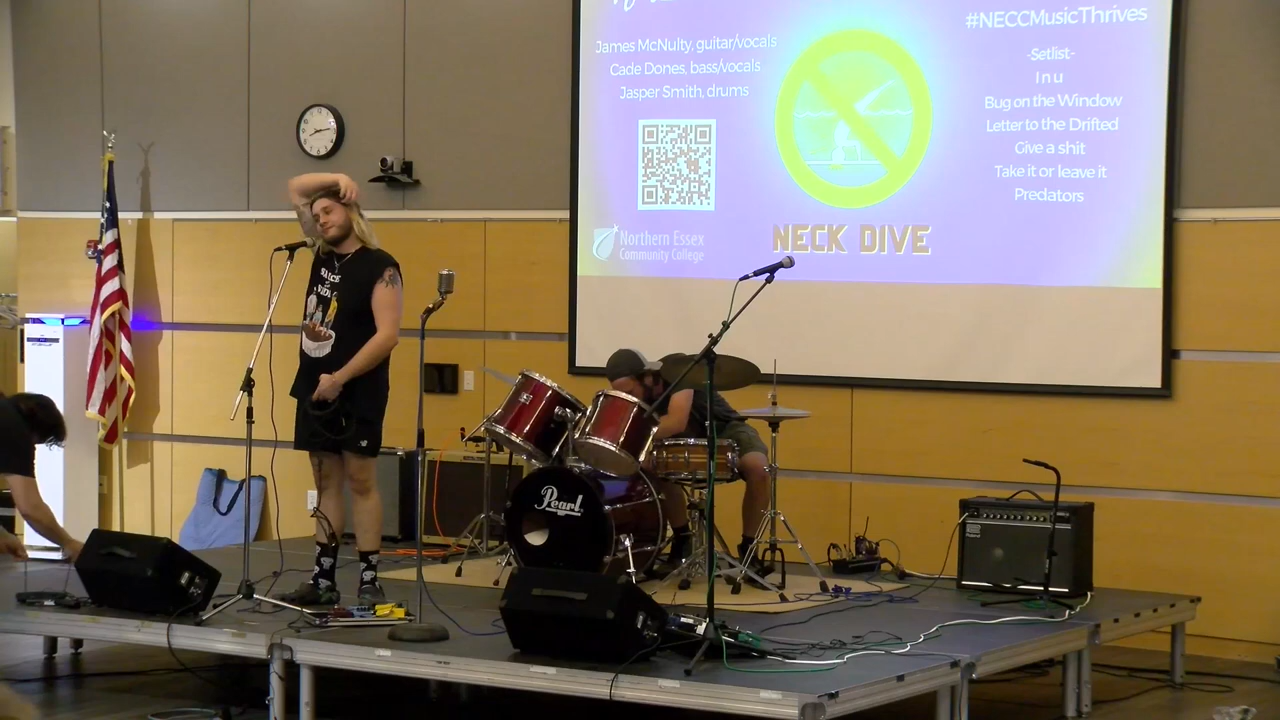 #NECCMusicThrives
James McNulty, guitar/vocals
Cade Dones, bass/vocals
Jasper Smith, drums
-Setlist-
Inu
Bug on the Window
Letter to the Drifted
Give a shit
Take it or leave it
Predators
Northern Essex
Community College
NECK DIVE
Pearl
Roland